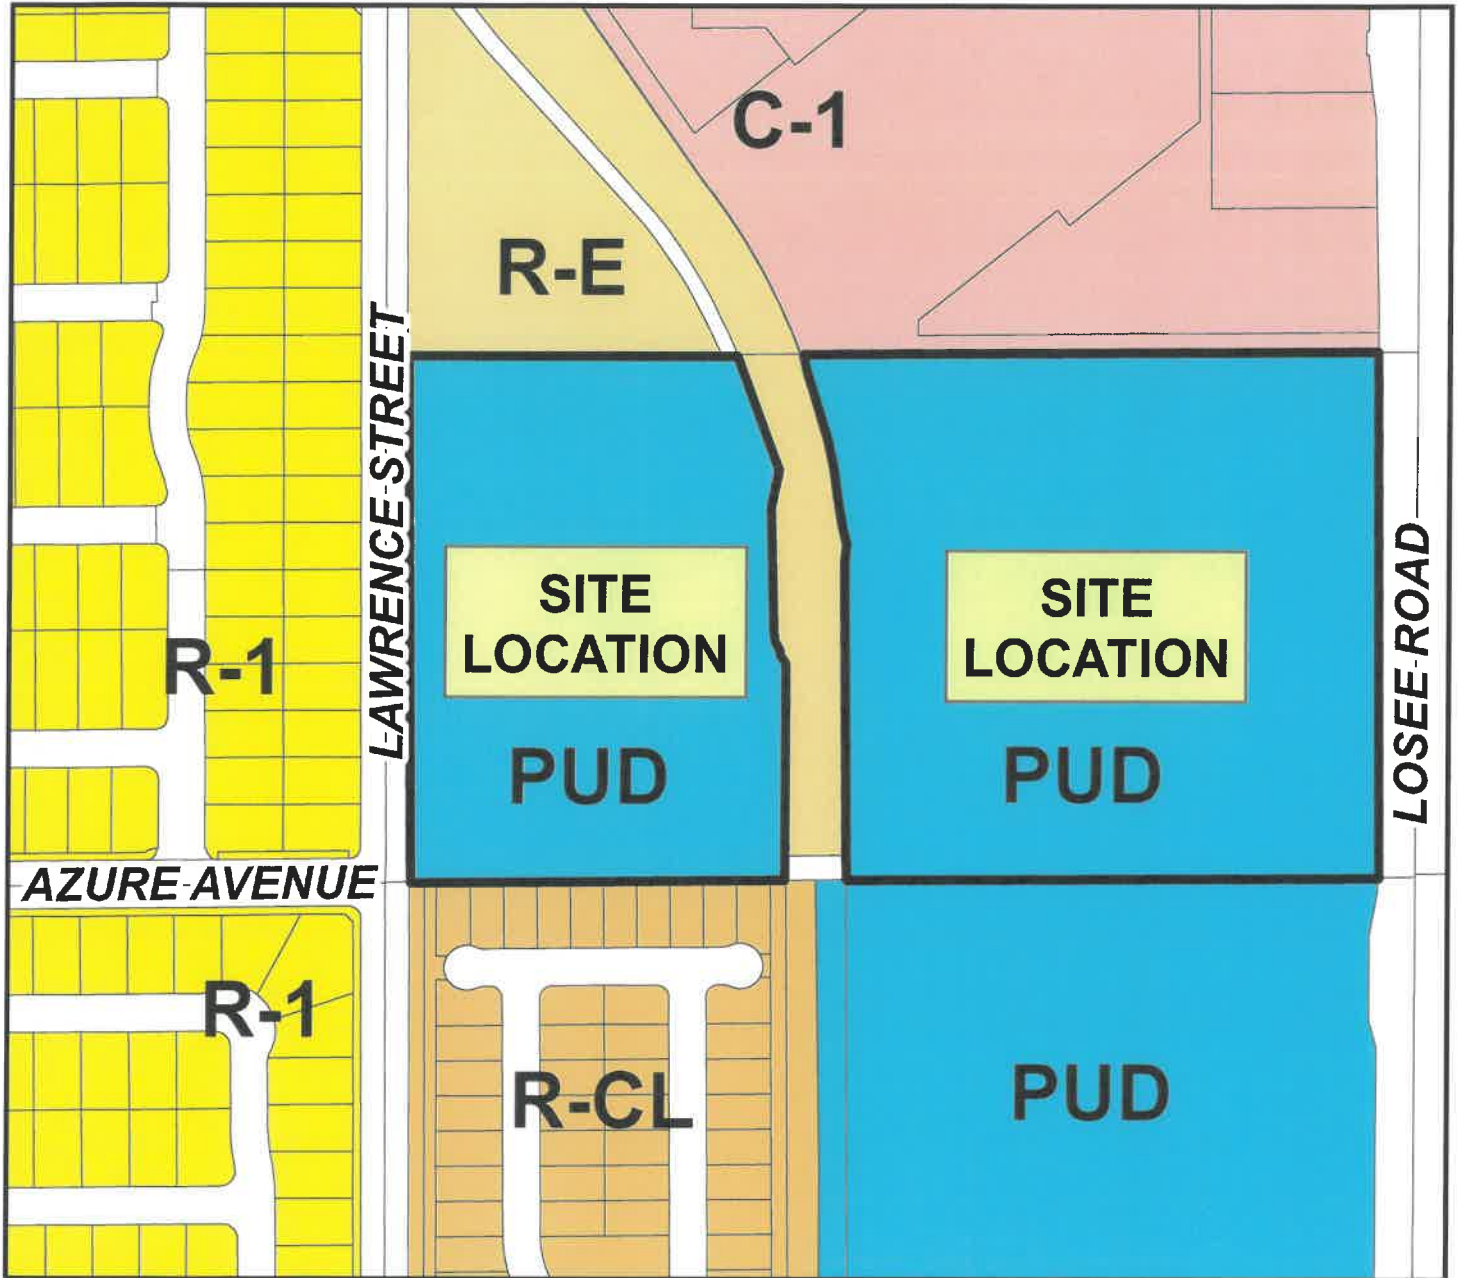 C-1
R-E
LAWRENCE STREET
SITE
LOCATION
SITE
LOCATION
LOSEE ROAD
R-1
PUD
PUD
AZURE AVENUE
R-1
R-CL
PUD